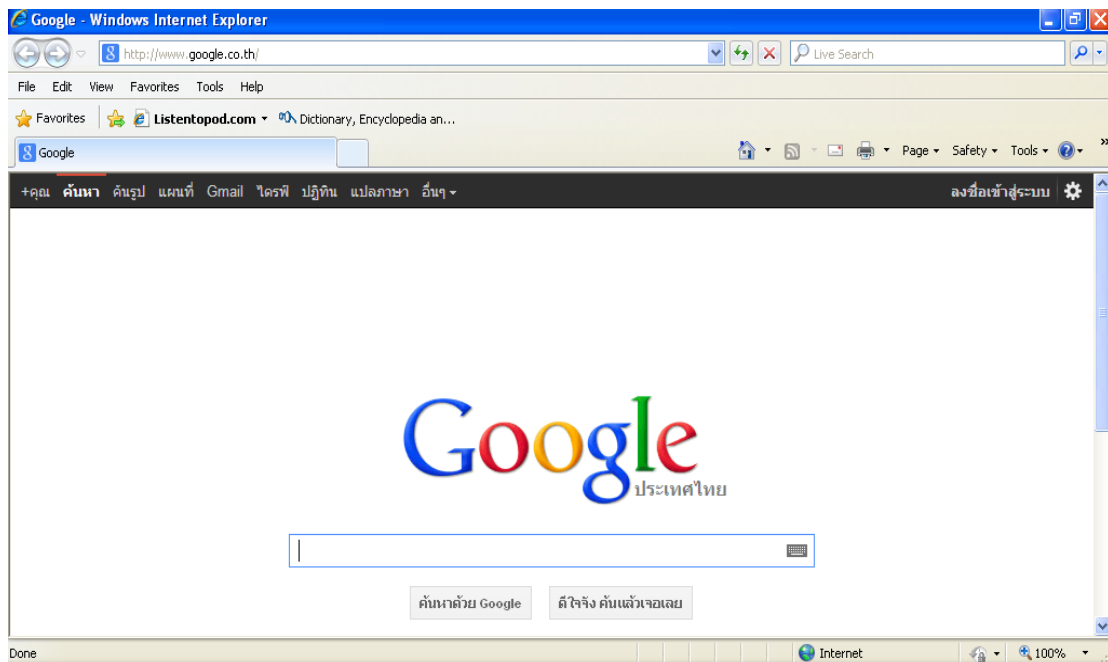 Google - Windows Internet Explorer
http://www.google.co.th/
Live Search
File Edit View Favorites Tools Help
Favorites Listentopod.com Dictionary, Encyclopedia an...
Google Page Safety Tools »
+คุณ ค้นหา ค้นรูป แผนที่ Gmail ไดรฟ์ ปฏิทิน แปลภาษา อื่นๆ ลงชื่อเข้าสู่ระบบ
Google
ประเทศไทย
ค้นหาด้วย Google ดีใจจัง ค้นแล้วเจอเลย
Done Internet 100%